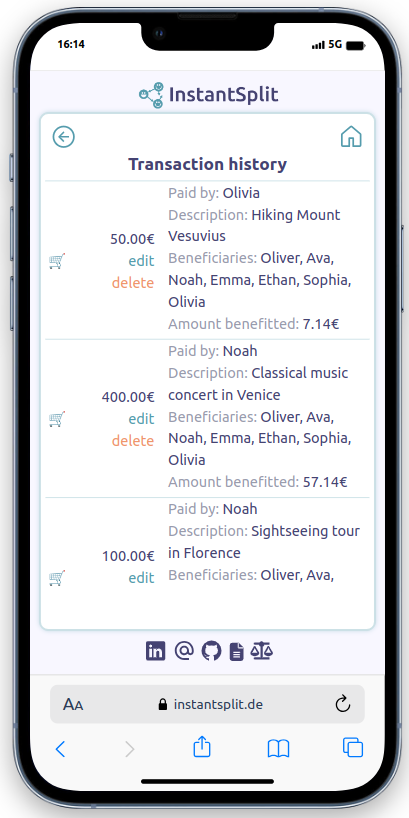 16:14
5G
InstantSplit
Transaction history
50.00€
edit
delete
Paid by: Olivia
Description: Hiking Mount
Vesuvius
Beneficiaries: Oliver, Ava,
Noah, Emma, Ethan, Sophia,
Olivia
Amount benefitted: 7.14€
400.00€
edit
delete
Paid by: Noah
Description: Classical music
concert in Venice
Beneficiaries: Oliver, Ava,
Noah, Emma, Ethan, Sophia,
Olivia
Amount benefitted: 57.14€
100.00€
edit
Paid by: Noah
Description: Sightseeing tour
in Florence
Beneficiaries: Oliver, Ava,
in @
AA instantsplit.de